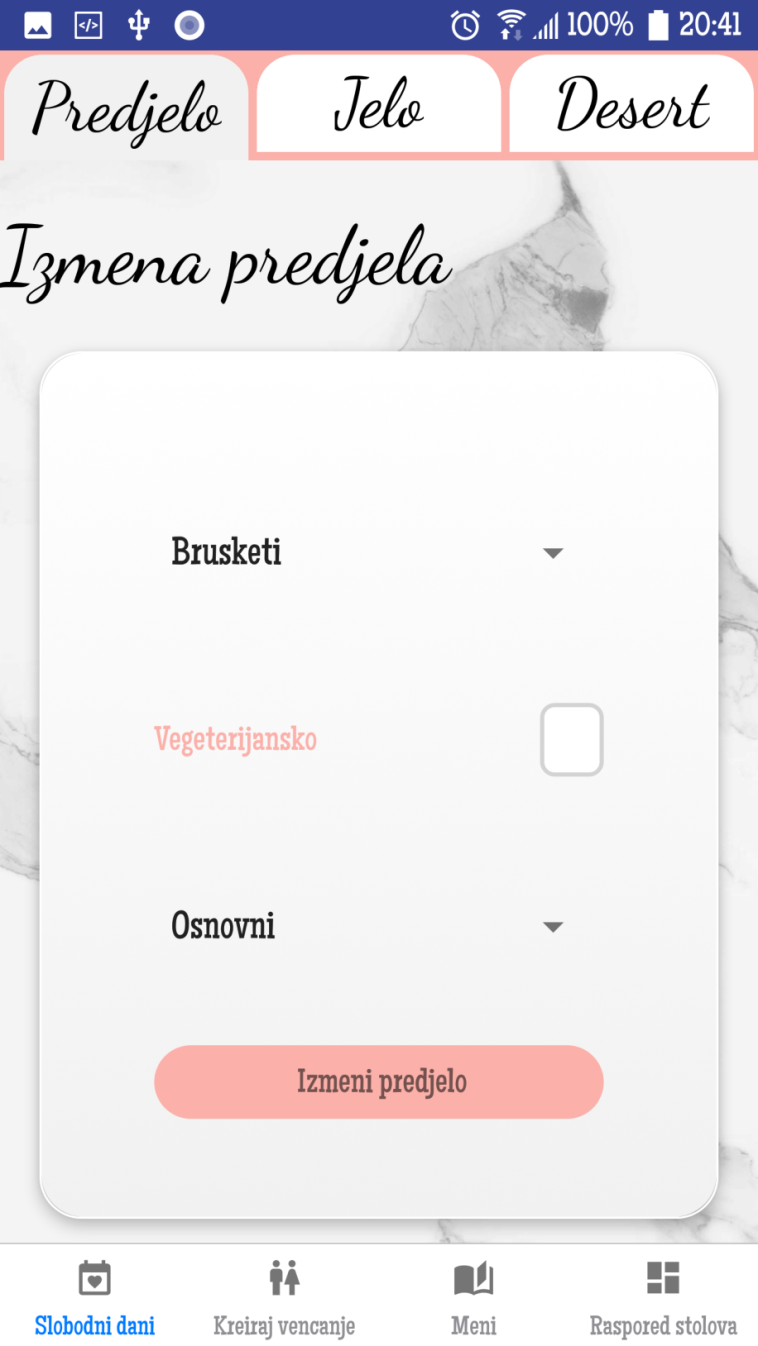 100% 20:41
Predjelo Jelo Desert
Izmena predjela
Brusketi
Vegeterijansko
Osnovni
Izmeni predjelo
Slobodni dani Kreiraj vencanje Meni Raspored stolova